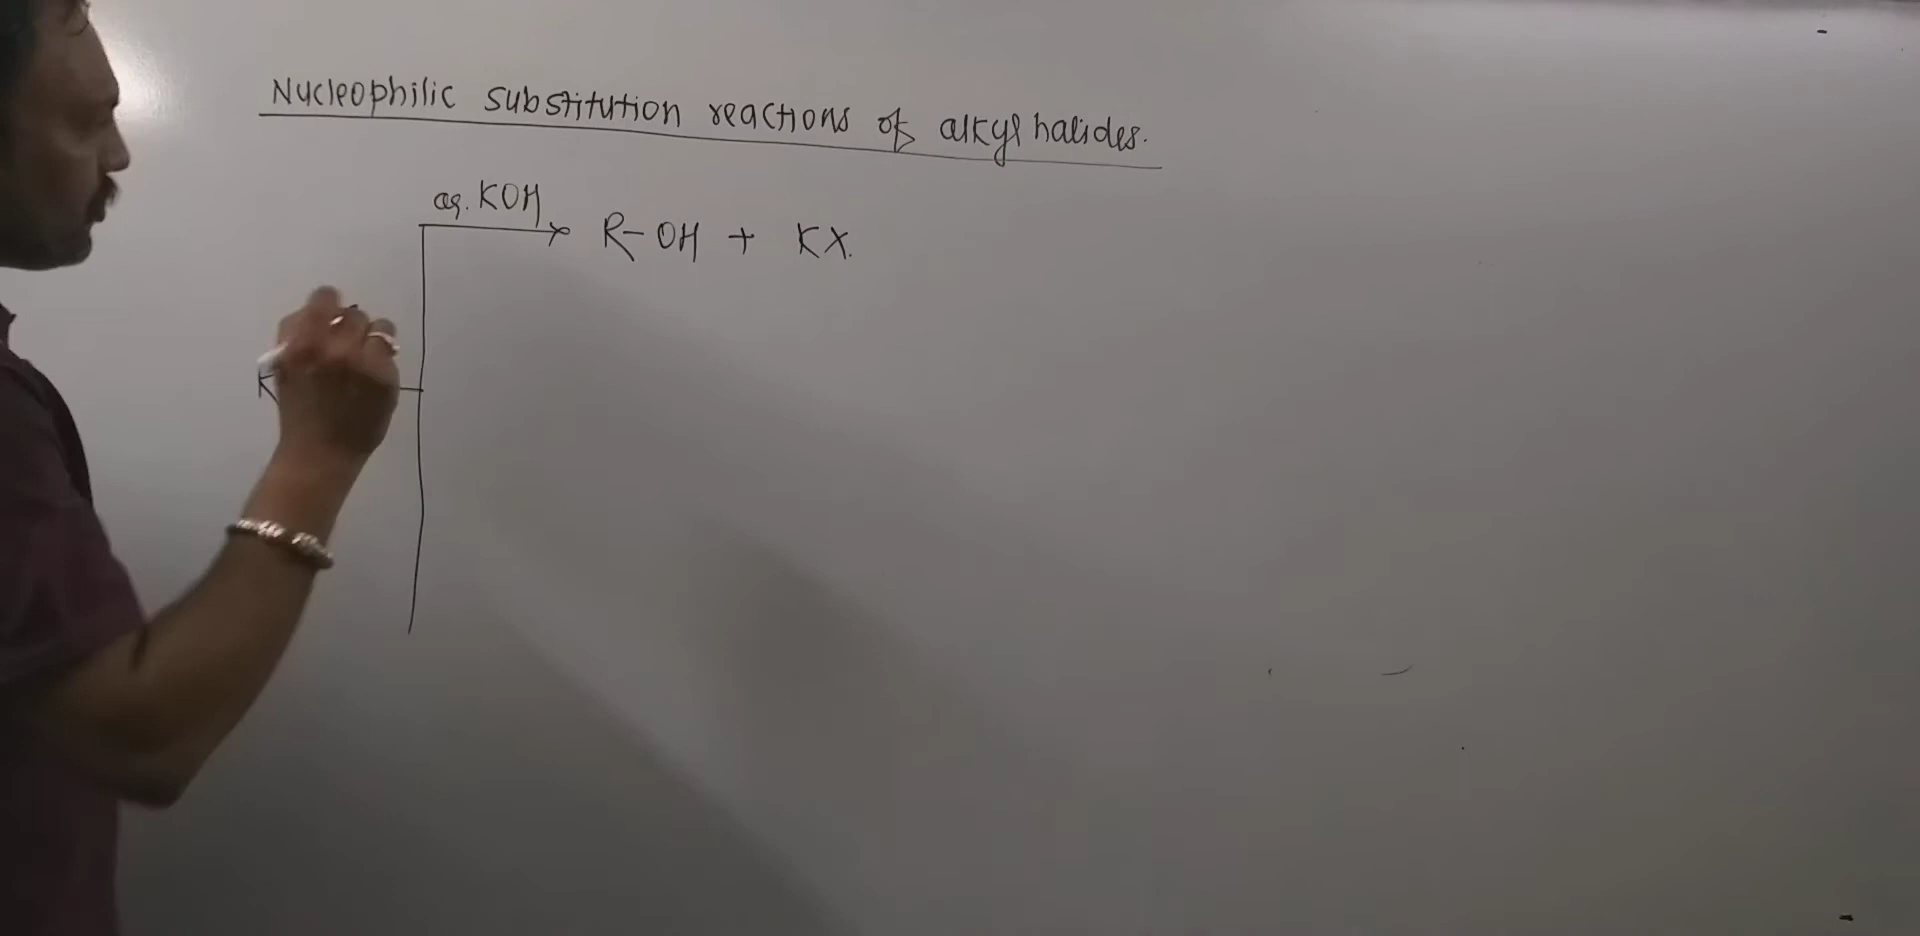 Nucleophilic substitution reactions of alkyl halides.
aq. KOH
R-OH + KX.